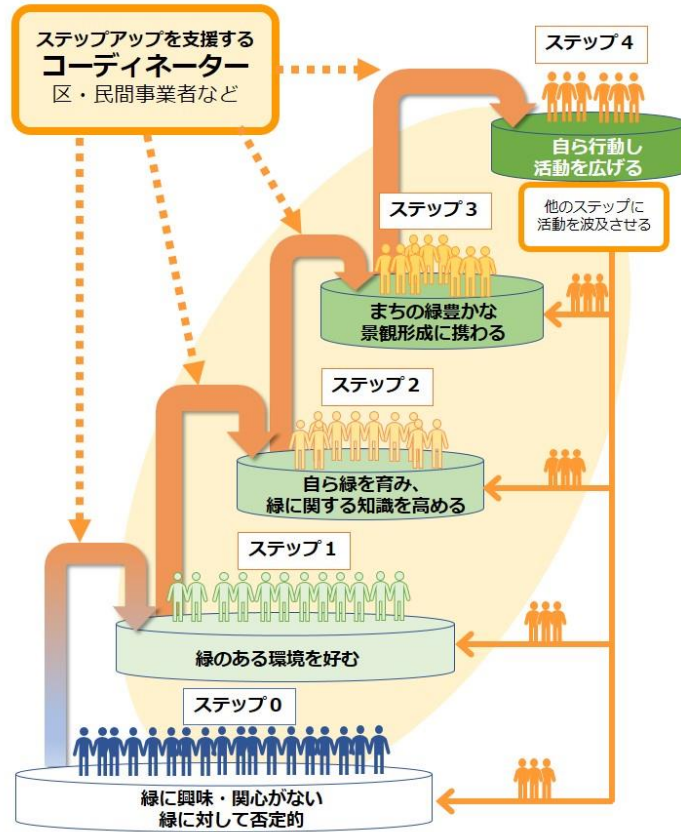 ステップアップを支援する
コーディネーター
区・民間事業者など
ステップ4
自ら行動し
活動を広げる
他のステップに
活動を波及させる
ステップ3
まちの緑豊かな
景観形成に携わる
ステップ2
自ら緑を育み、
緑に関する知識を高める
ステップ1
緑のある環境を好む
ステップ0
緑に興味・関心がない
緑に対して否定的